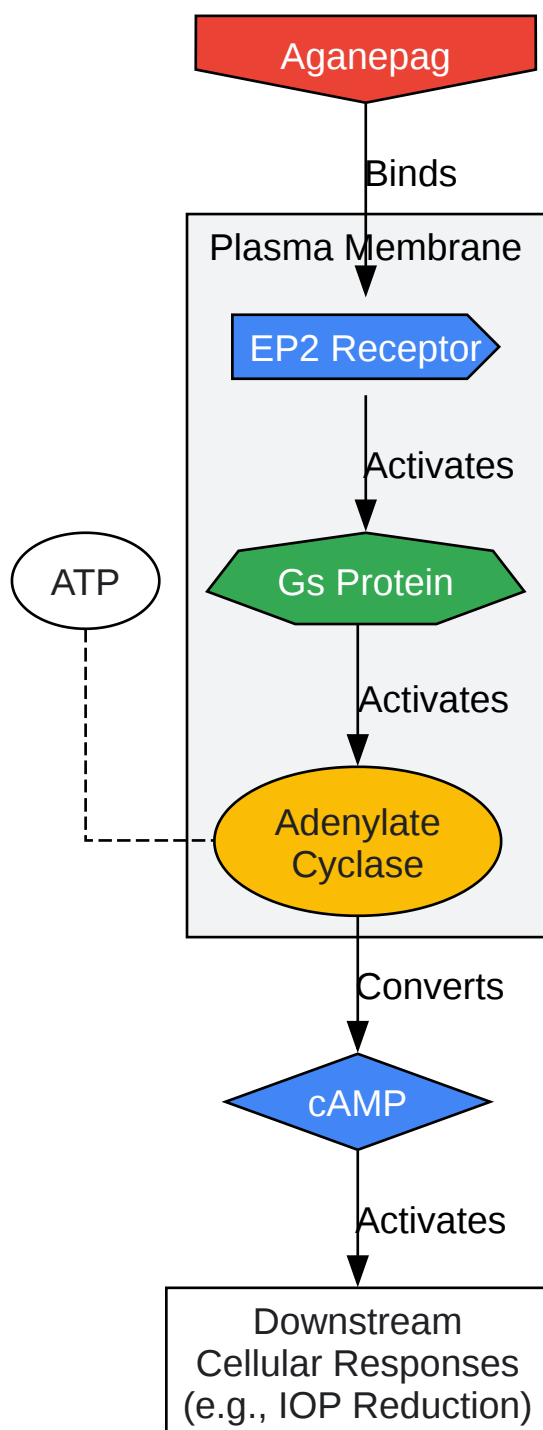 Aganepag
Binds
Plasma Membrane
EP2 Receptor
Activates
ATP
Gs Protein
Activates
Adenylate
Cyclase
Converts
cAMP
Activates
Downstream
Cellular Responses
(e.g., IOP Reduction)